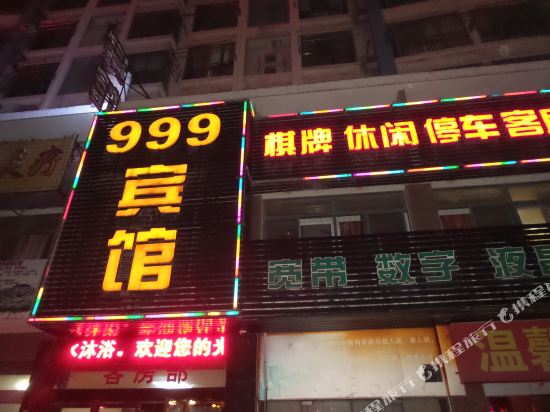 999
宾
馆
棋牌 休闲 停车 客
宽带 数字 液
沐浴。欢迎您的光
客房部
温馨
携程旅行